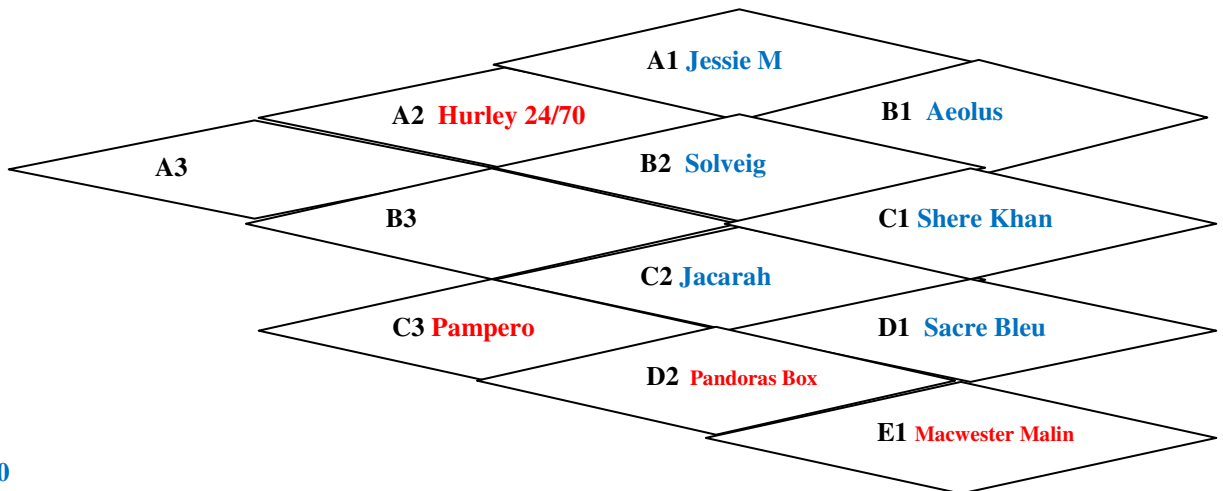 A1 Jessie M
A2 Hurley 24/70
B1 Aeolus
A3
B2 Solveig
B3
C1 Shere Khan
C2 Jacarah
C3 Pampero
D1 Sacre Bleu
D2 Pandoras Box
E1 Macwester Malin
0